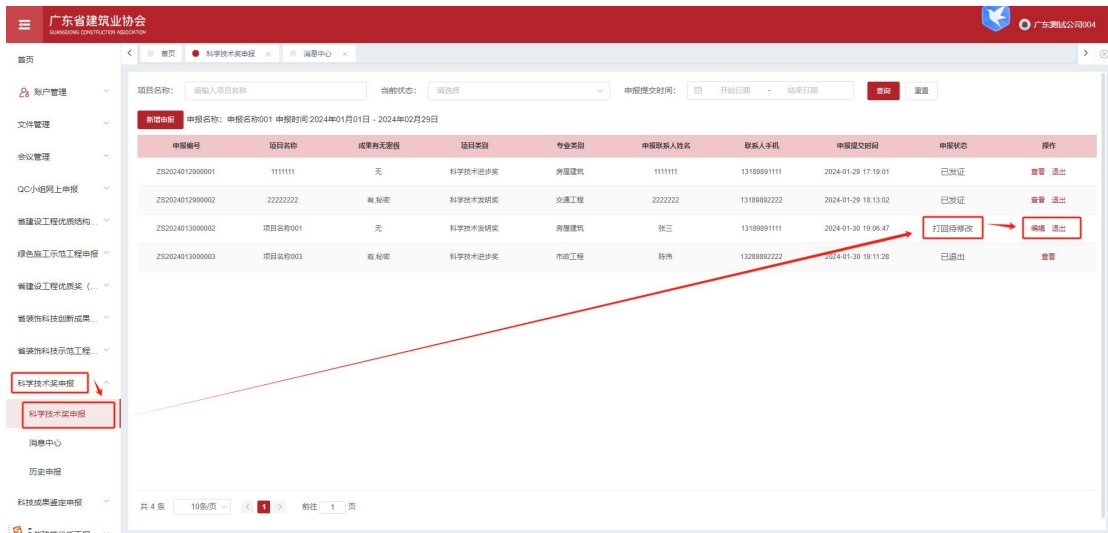 广东省建筑业协会
GUANGDONG CONSTRUCTION ASSOCIATION
广东测试公司004
首页 科学技术奖申报 × 消息中心 ×
首页
账户管理
文件管理
会议管理
QC小组网上申报
省建设工程优质结构...
绿色施工示范工程申报
省建设工程优质奖（...
省装饰科技创新成果...
省装饰科技示范工程...
科学技术奖申报
科学技术奖申报
消息中心
历史申报
科技成果鉴定申报
项目名称： 请输入项目名称 当前状态： 请选择 申报提交时间： 开始日期 - 结束日期 查询 重置
新增申报 申报名称：申报名称001 申报时间:2024年01月01日 - 2024年02月29日
申报编号 项目名称 成果有无密级 项目类别 专业类别 申报联系人姓名 联系人手机 申报提交时间 申报状态 操作
ZS2024012900001 1111111 无 科学技术进步奖 房屋建筑 1111111 13189891111 2024-01-29 17:19:01 已发证 查看 退出
ZS2024012900002 22222222 有,秘密 科学技术发明奖 交通工程 2222222 13189892222 2024-01-29 18:13:02 已发证 查看 退出
ZS2024013000002 项目名称001 无 科学技术发明奖 房屋建筑 张三 13189891111 2024-01-30 19:06:47 打回待修改 编辑 退出
ZS2024013000003 项目名称003 有,秘密 科学技术进步奖 市政工程 陈伟 13289892222 2024-01-30 19:11:28 已退出 查看
共 4 条 10条/页 1 前往 1 页